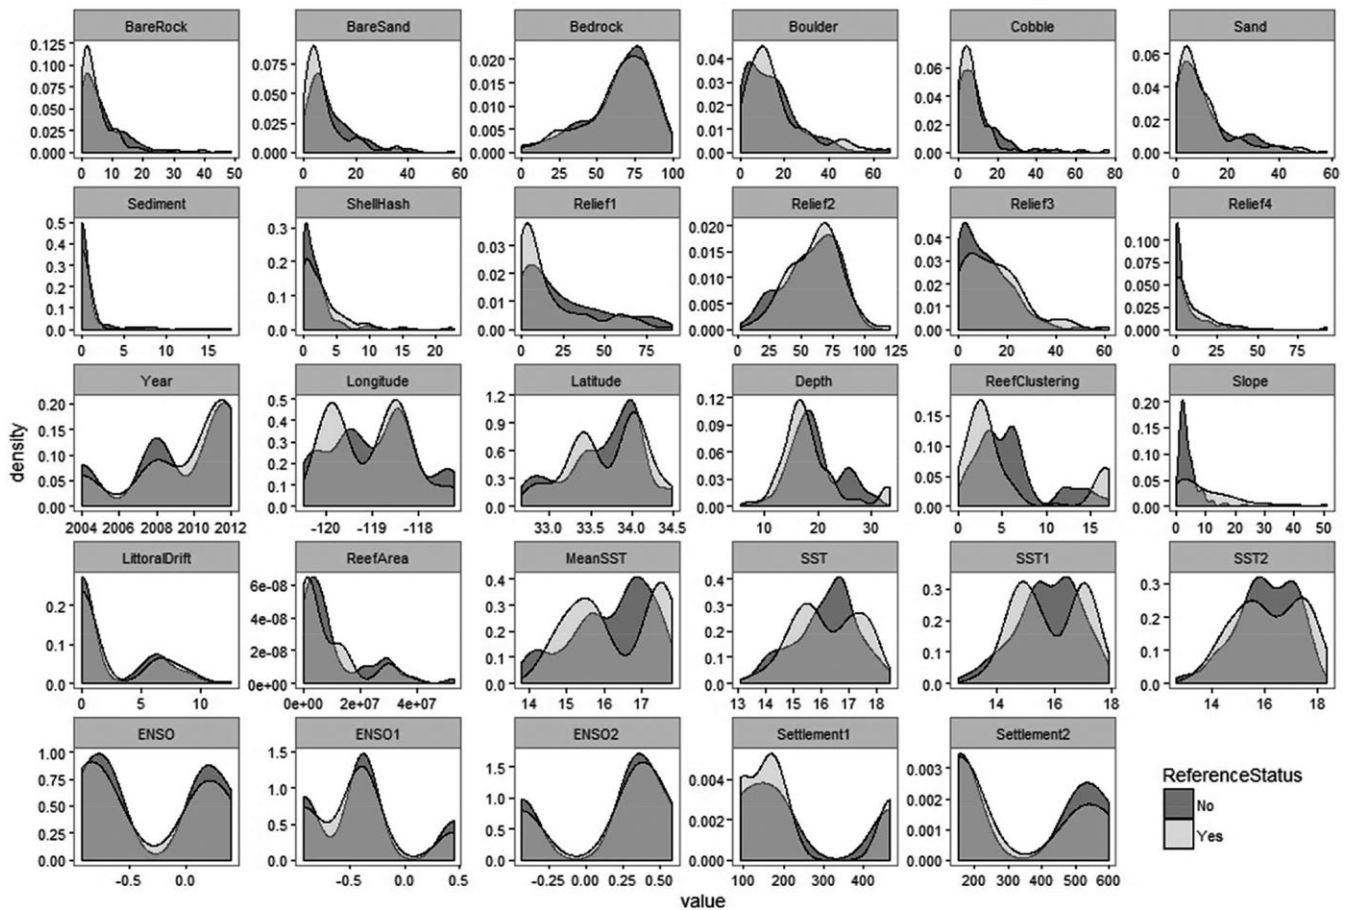 BareRock BareSand Bedrock Boulder Cobble Sand
0.125 0.100 0.075 0.050 0.025 0.000
0.075 0.050 0.025 0.000
0.020 0.015 0.010 0.005 0.000
0.04 0.03 0.02 0.01 0.00
0.06 0.04 0.02 0.00
0.06 0.04 0.02 0.00
0 10 20 30 40 50 0 20 40 60 0 25 50 75 100 0 20 40 60 0 20 40 60 80 0 20 40 60
Sediment ShellHash Relief1 Relief2 Relief3 Relief4
0.5 0.4 0.3 0.2 0.1 0.0
0.3 0.2 0.1 0.0
0.03 0.02 0.01 0.00
0.020 0.015 0.010 0.005 0.000
0.04 0.03 0.02 0.01 0.00
0.100 0.075 0.050 0.025 0.000
0 5 10 15 0 5 10 15 20 0 25 50 75 0 25 50 75 100 125 0 20 40 60 0 25 50 75
Year Longitude Latitude Depth ReefClustering Slope
0.20 0.15 0.10 0.05 0.00
0.5 0.4 0.3 0.2 0.1 0.0
1.2 0.9 0.6 0.3 0.0
0.12 0.09 0.06 0.03 0.00
0.15 0.10 0.05 0.00
0.20 0.15 0.10 0.05 0.00
2004 2006 2008 2010 2012 -120 -119 -118 33.0 33.5 34.0 34.5 10 20 30 0 5 10 15 0 10 20 30 40 50
density
LittoralDrift ReefArea MeanSST SST SST1 SST2
0.2 0.1 0.0
6e-08 4e-08 2e-08 0e+00
0.4 0.3 0.2 0.1 0.0
0.4 0.3 0.2 0.1 0.0
0.3 0.2 0.1 0.0
0.3 0.2 0.1 0.0
0 5 10 0e+00 2e+07 4e+07 14 15 16 17 13 14 15 16 17 18 14 16 18 14 16 18
ENSO ENSO1 ENSO2 Settlement1 Settlement2
1.00 0.75 0.50 0.25 0.00
1.5 1.0 0.5 0.0
1.5 1.0 0.5 0.0
0.004 0.002 0.000
0.003 0.002 0.001 0.000
-0.5 0.0 -0.5 0.0 0.5 -0.25 0.00 0.25 0.50 100 200 300 400 200 300 400 500 600
value
ReferenceStatus
No
Yes